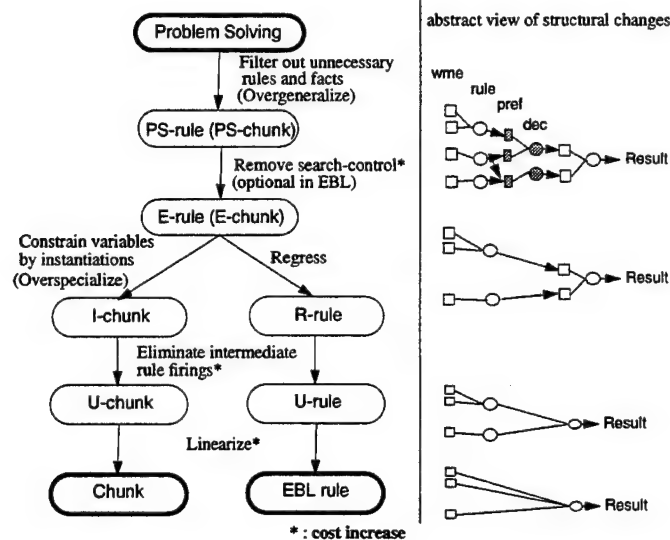 Problem Solving
Filter out unnecessary
rules and facts
(Overgeneralize)
PS-rule (PS-chunk)
Remove search-control*
(optional in EBL)
E-rule (E-chunk)
Constrain variables
by instantiations
(Overspecialize)
Regress
I-chunk
R-rule
Eliminate intermediate
rule firings*
U-chunk
U-rule
Linearize*
Chunk
EBL rule
* : cost increase
abstract view of structural changes
wme
rule
pref
dec
Result
Result
Result
Result